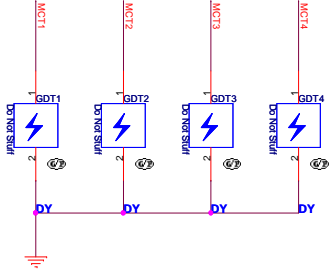 MCT1 MCT2 MCT3 MCT4
1 1 1 1
GDT1 GDT2 GDT3 GDT4
Do Not Stuff Do Not Stuff Do Not Stuff Do Not Stuff
2 2 2 2
DY DY DY DY